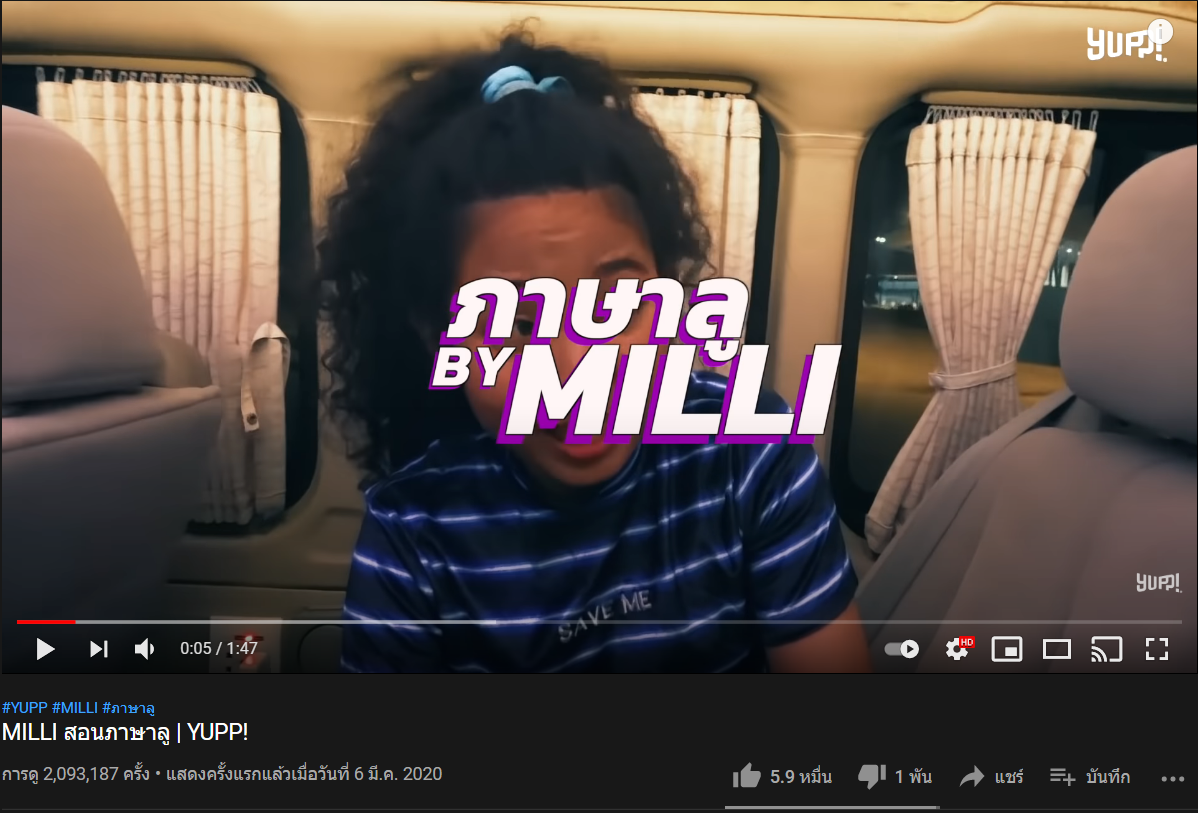 YUPP!
ภาษาลู
BY MILLI
SAVE ME
YUPP!
0:05 / 1:47
HD
#YUPP #MILLI #ภาษาลู
MILLI สอนภาษาลู | YUPP!
การดู 2,093,187 ครั้ง • แสดงครั้งแรกแล้วเมื่อวันที่ 6 มี.ค. 2020
5.9 หมื่น 1 พัน แชร์ บันทึก